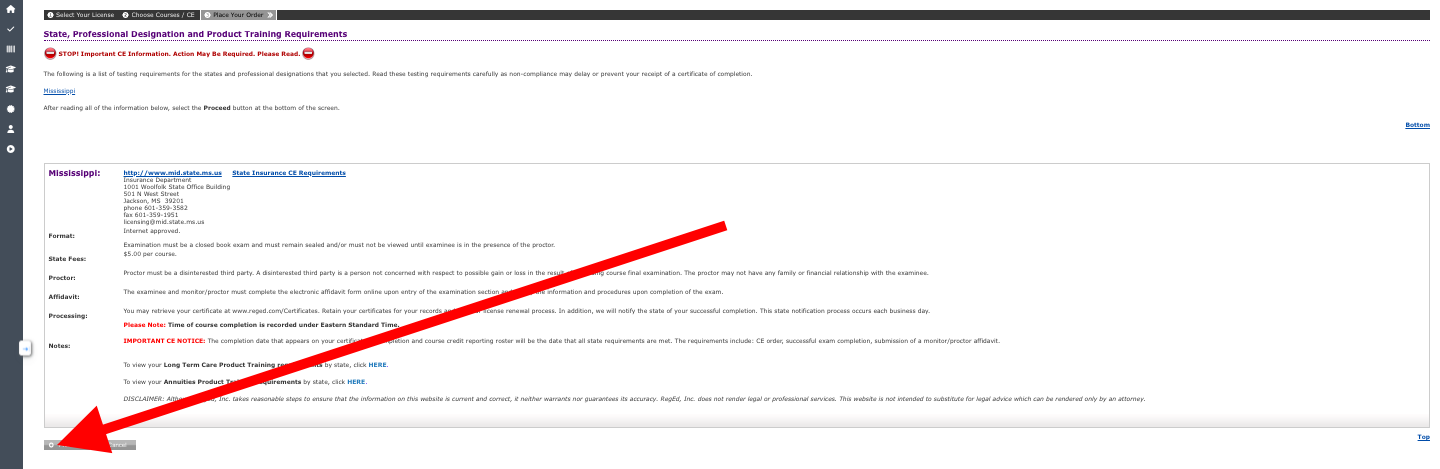 1 Select Your License 2 Choose Courses / CE 3 Place Your Order
State, Professional Designation and Product Training Requirements
STOP! Important CE Information. Action May Be Required. Please Read.
The following is a list of testing requirements for the states and professional designations that you selected. Read these testing requirements carefully as non-compliance may delay or prevent your receipt of a certificate of completion.
Mississippi
After reading all of the information below, select the Proceed button at the bottom of the screen.
Bottom
Mississippi: http://www.mid.state.ms.us State Insurance CE Requirements
Insurance Department
1001 Woolfolk State Office Building
501 N West Street
Jackson, MS 39201
phone 601-359-3582
fax 601-359-1951
licensing@mid.state.ms.us
Internet approved.
Format:
Examination must be a closed book exam and must remain sealed and/or must not be viewed until examinee is in the presence of the proctor.
$5.00 per course.
State Fees:
Proctor must be a disinterested third party. A disinterested third party is a person not concerned with respect to possible gain or loss in the result course final examination. The proctor may not have any family or financial relationship with the examinee.
Proctor:
The examinee and monitor/proctor must complete the electronic affidavit form online upon entry of the examination section information and procedures upon completion of the exam.
Affidavit:
You may retrieve your certificate at www.reged.com/Certificates. Retain your certificates for your records license renewal process. In addition, we will notify the state of your successful completion. This state notification process occurs each business day.
Processing:
Please Note: Time of course completion is recorded under Eastern Standard Time.
IMPORTANT CE NOTICE: The completion date that appears on your and course credit reporting roster will be the date that all state requirements are met. The requirements include: CE order, successful exam completion, submission of a monitor/proctor affidavit.
Notes:
To view your Long Term Care Product Training by state, click HERE.
To view your Annuities Product by state, click HERE.
DISCLAIMER: Inc. takes reasonable steps to ensure that the information on this website is current and correct, it neither warrants nor guarantees its accuracy. RegEd, Inc. does not render legal or professional services. This website is not intended to substitute for legal advice which can be rendered only by an attorney.
Top
Cancel